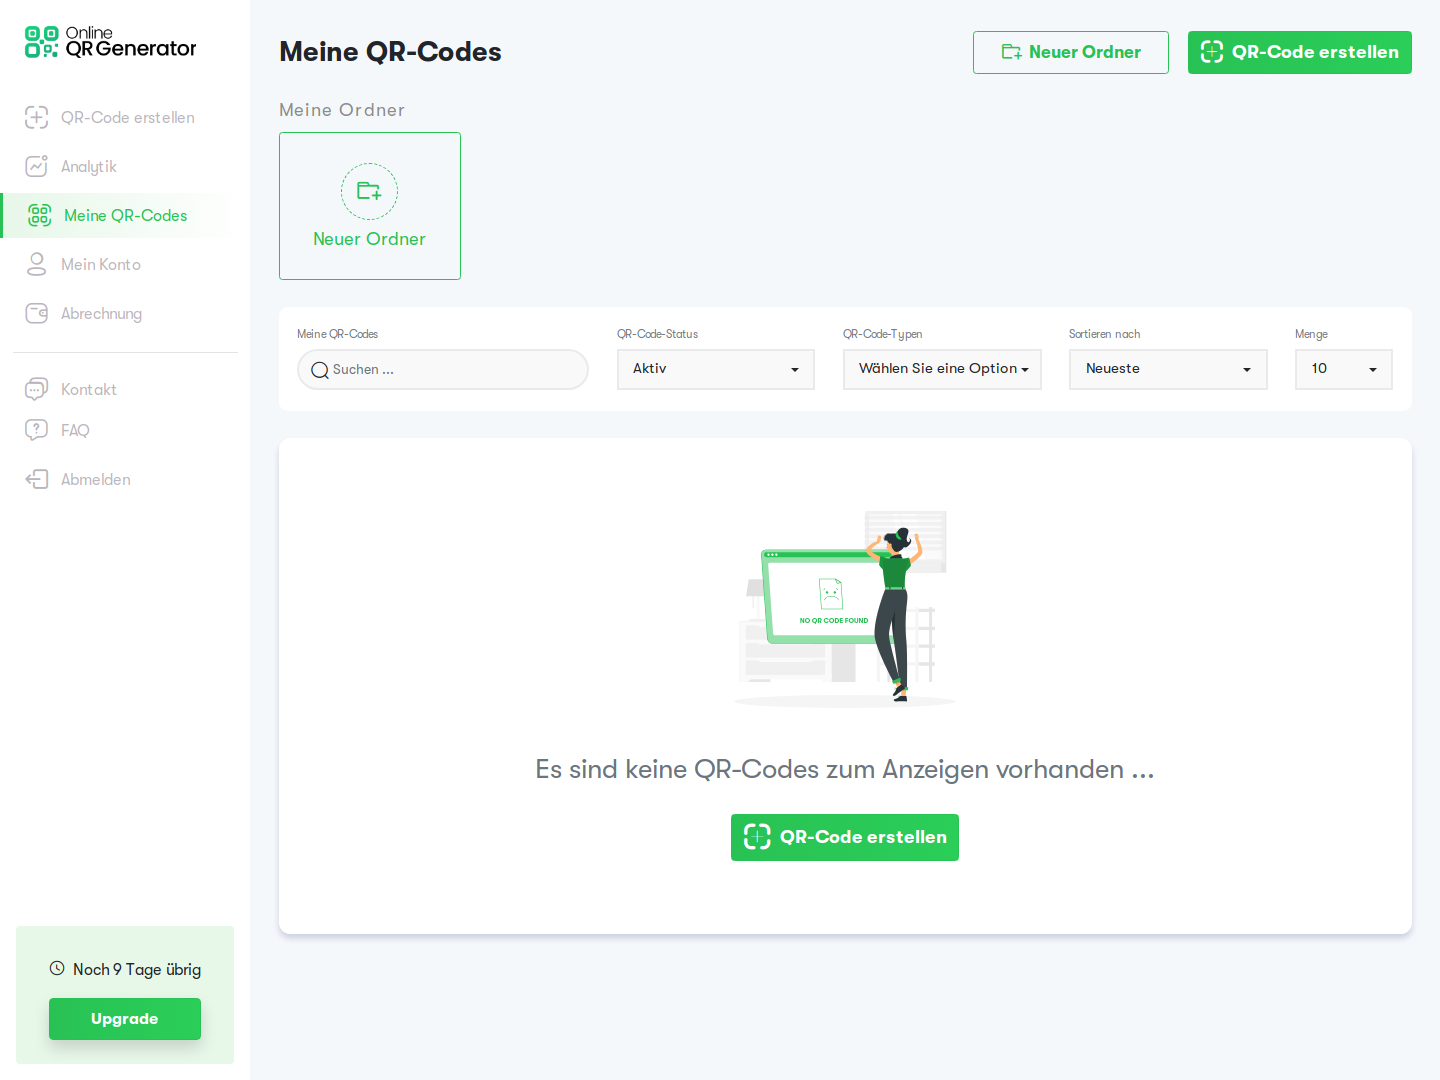 Online
QR Generator
QR-Code erstellen
Analytik
Meine QR-Codes
Mein Konto
Abrechnung
Kontakt
FAQ
Abmelden
Noch 9 Tage übrig
Upgrade
Meine QR-Codes
Neuer Ordner
QR-Code erstellen
Meine Ordner
Neuer Ordner
Meine QR-Codes
QR-Code-Status
QR-Code-Typen
Sortieren nach
Menge
Suchen ...
Aktiv
Wählen Sie eine Option
Neueste
10
NO QR CODE FOUND
Es sind keine QR-Codes zum Anzeigen vorhanden ...
QR-Code erstellen